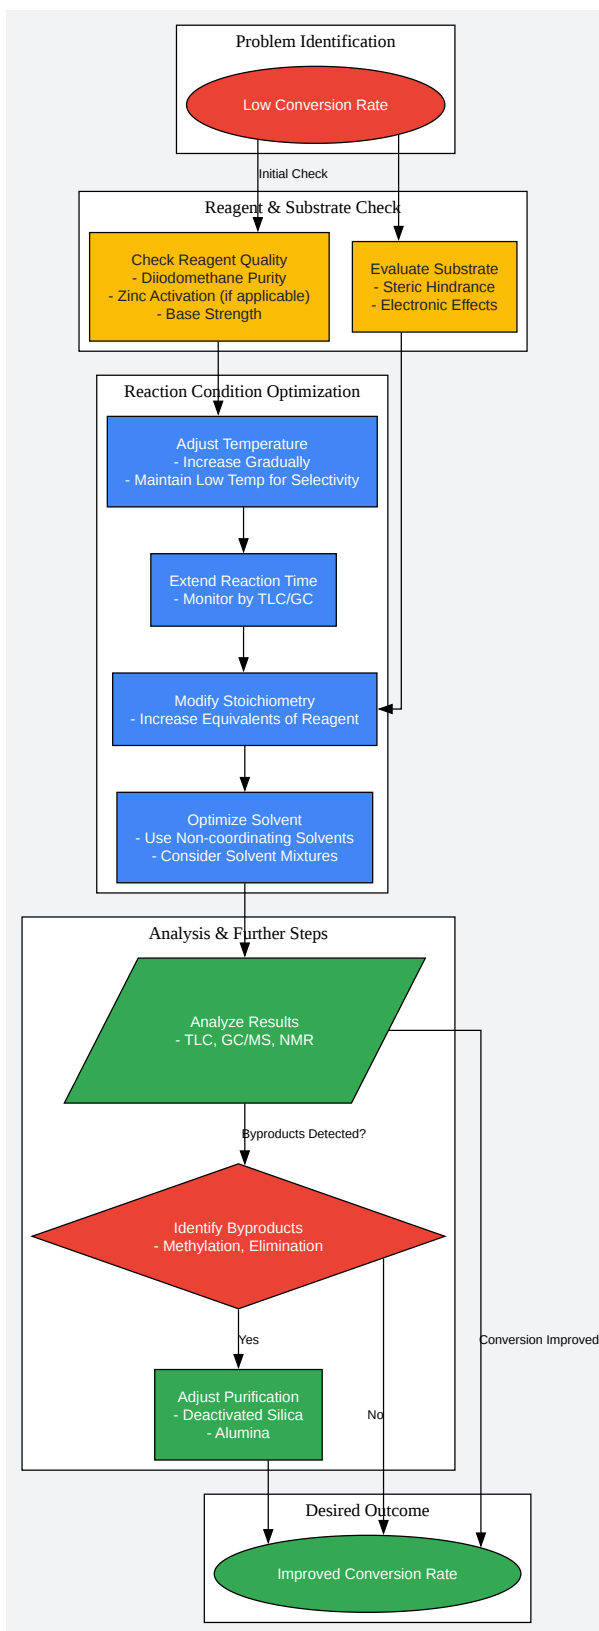 Problem Identification
Low Conversion Rate
Initial Check
Reagent & Substrate Check
Check Reagent Quality
- Diiodomethane Purity
- Zinc Activation (if applicable)
- Base Strength
Evaluate Substrate
- Steric Hindrance
- Electronic Effects
Reaction Condition Optimization
Adjust Temperature
- Increase Gradually
- Maintain Low Temp for Selectivity
Extend Reaction Time
- Monitor by TLC/GC
Modify Stoichiometry
- Increase Equivalents of Reagent
Optimize Solvent
- Use Non-coordinating Solvents
- Consider Solvent Mixtures
Analysis & Further Steps
Analyze Results
- TLC, GC/MS, NMR
Byproducts Detected?
Identify Byproducts
- Methylation, Elimination
Yes
Conversion Improved
Adjust Purification
- Deactivated Silica
- Alumina
No
Desired Outcome
Improved Conversion Rate